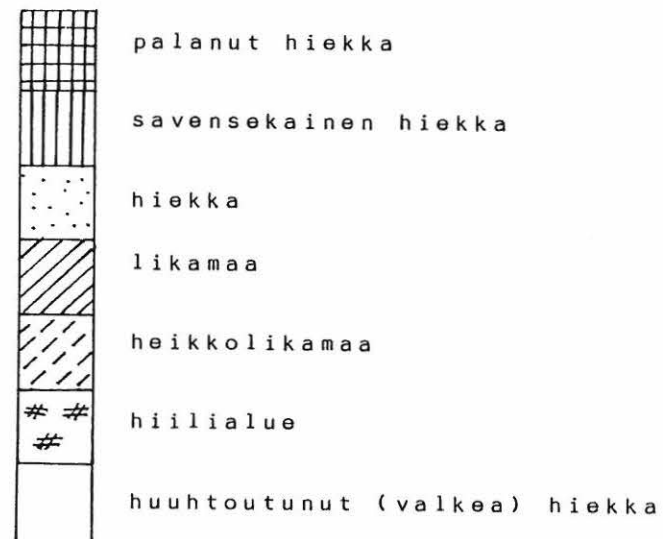 palanut hiekka
savensekainen hiekka
hiekka
likamaa
heikkolikamaa
hiilialue
huuhtoutunut (valkea) hiekka